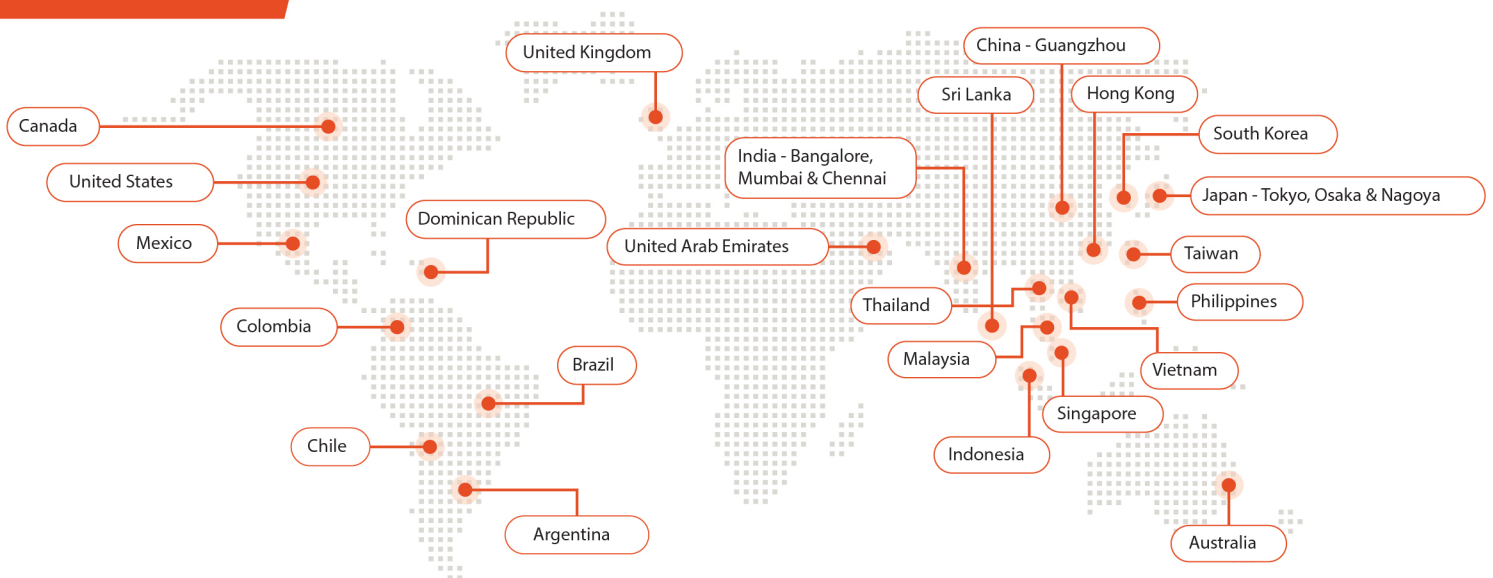 United Kingdom
China - Guangzhou
Sri Lanka
Hong Kong
Canada
South Korea
India - Bangalore,
Mumbai & Chennai
United States
Japan - Tokyo, Osaka & Nagoya
Dominican Republic
Mexico
United Arab Emirates
Taiwan
Thailand
Philippines
Colombia
Malaysia
Brazil
Vietnam
Singapore
Chile
Indonesia
Argentina
Australia